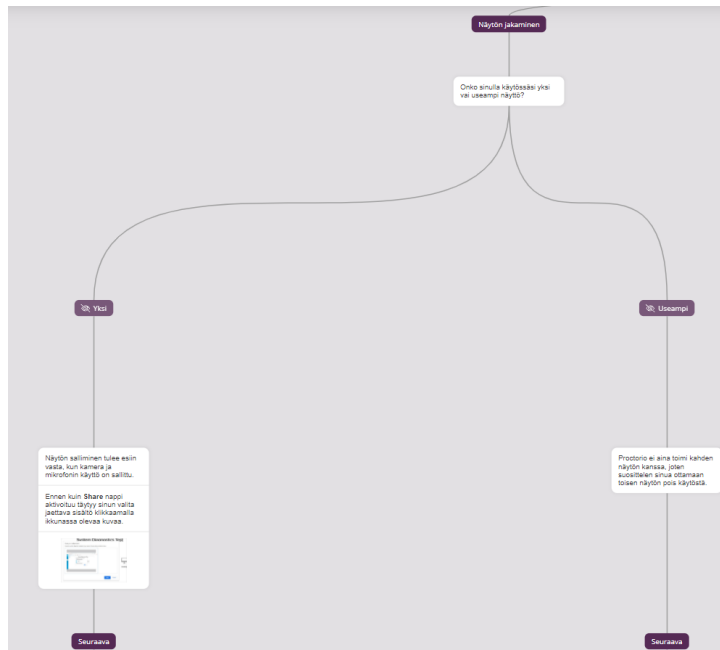 Näytön jakaminen
Onko sinulla käytössäsi yksi
vai useampi näyttö?
Yksi
Useampi
Näytön salliminen tulee esiin
vasta, kun kamera ja
mikrofonin käyttö on sallittu.
Ennen kuin Share nappi
aktivoituu täytyy sinun valita
jaettava sisältö klikkaamalla
ikkunassa olevaa kuvaa.
Proctorio ei aina toimi kahden
näytön kanssa, joten
suosittelen sinua ottamaan
toisen näytön pois käytöstä.
Seuraava
Seuraava